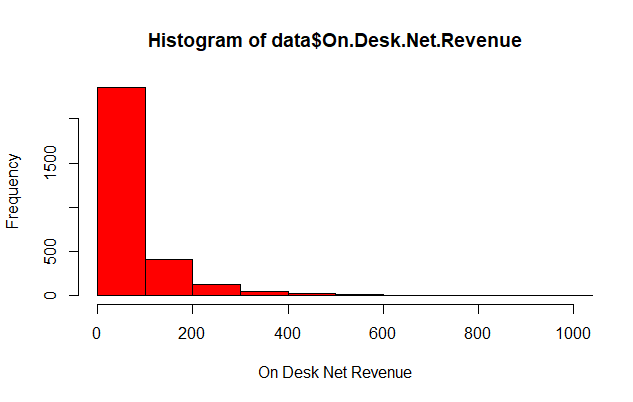 Histogram of data$On.Desk.Net.Revenue
Frequency
1500
500
0
0 200 400 600 800 1000
On Desk Net Revenue